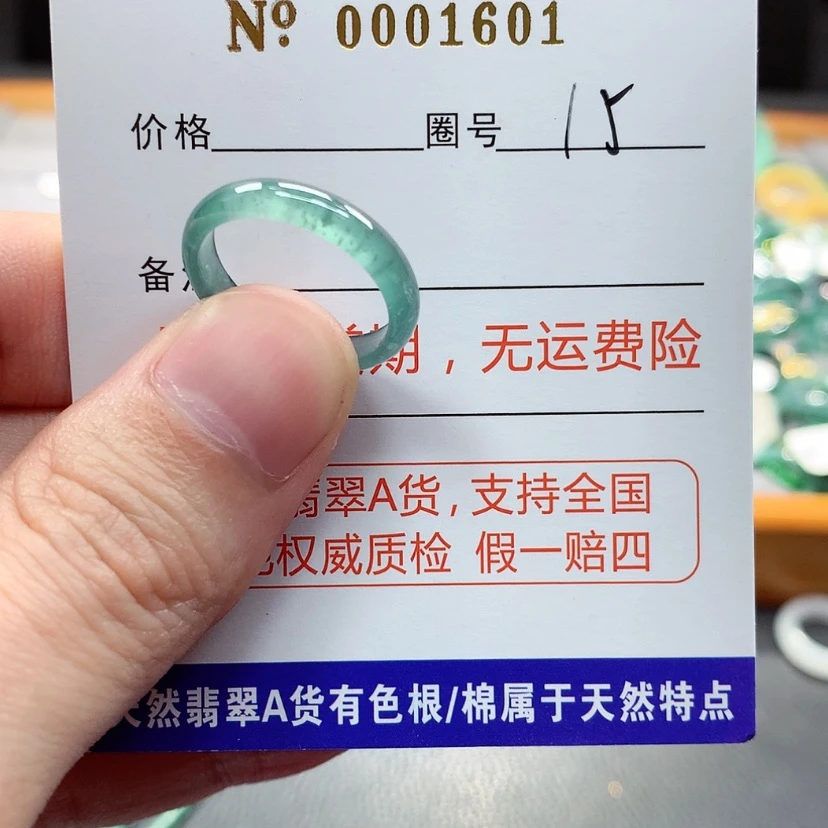 Nº 0001601
价格 圈号 15
备
期，无运费险
翡翠A货，支持全国
权威质检 假一赔四
天然翡翠A货有色根/棉属于天然特点